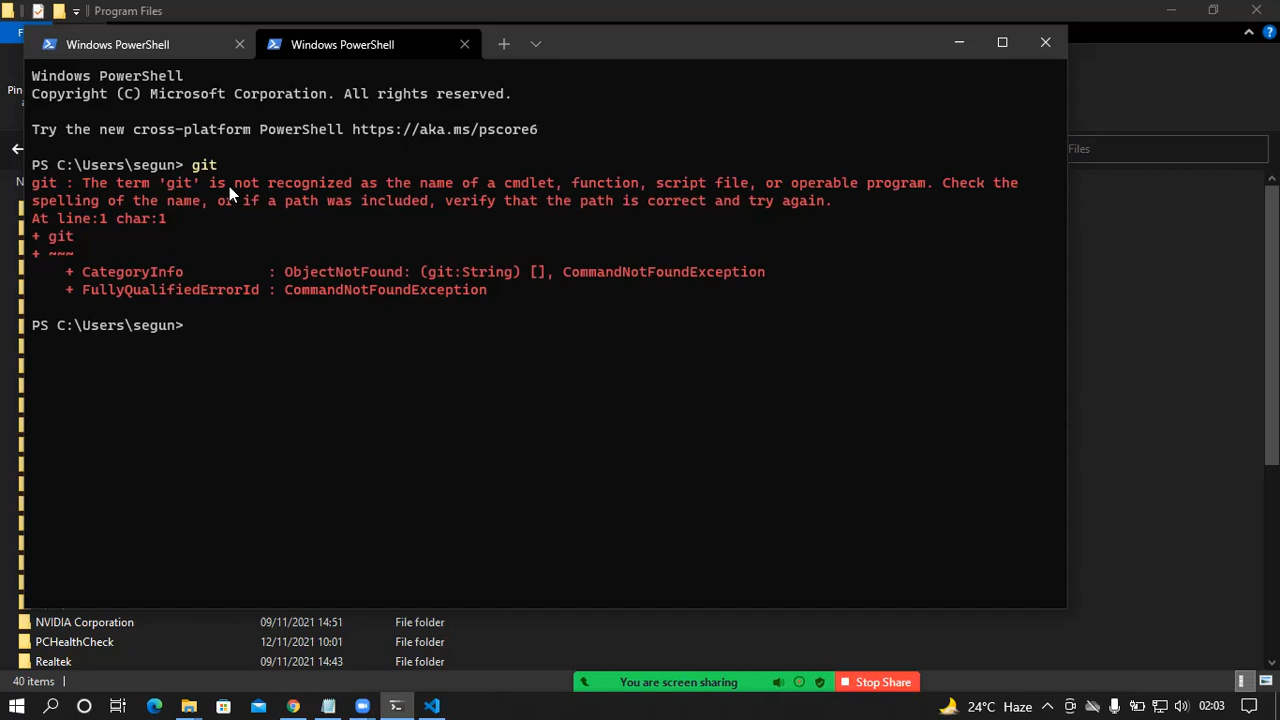 Program Files
Windows PowerShell
Windows PowerShell
Windows PowerShell
Copyright (C) Microsoft Corporation. All rights reserved.
Try the new cross-platform PowerShell https://aka.ms/pscore6
PS C:\Users\segun> git
git : The term 'git' is not recognized as the name of a cmdlet, function, script file, or operable program. Check the
spelling of the name, or if a path was included, verify that the path is correct and try again.
At line:1 char:1
+ git
+ ~~~
+ CategoryInfo : ObjectNotFound: (git:String) [], CommandNotFoundException
+ FullyQualifiedErrorId : CommandNotFoundException
PS C:\Users\segun>
Pin
Files
NVIDIA Corporation 09/11/2021 14:51 File folder
PCHealthCheck 12/11/2021 10:01 File folder
Realtek 09/11/2021 14:43 File folder
40 items
You are screen sharing Stop Share
24°C Haze 02:03